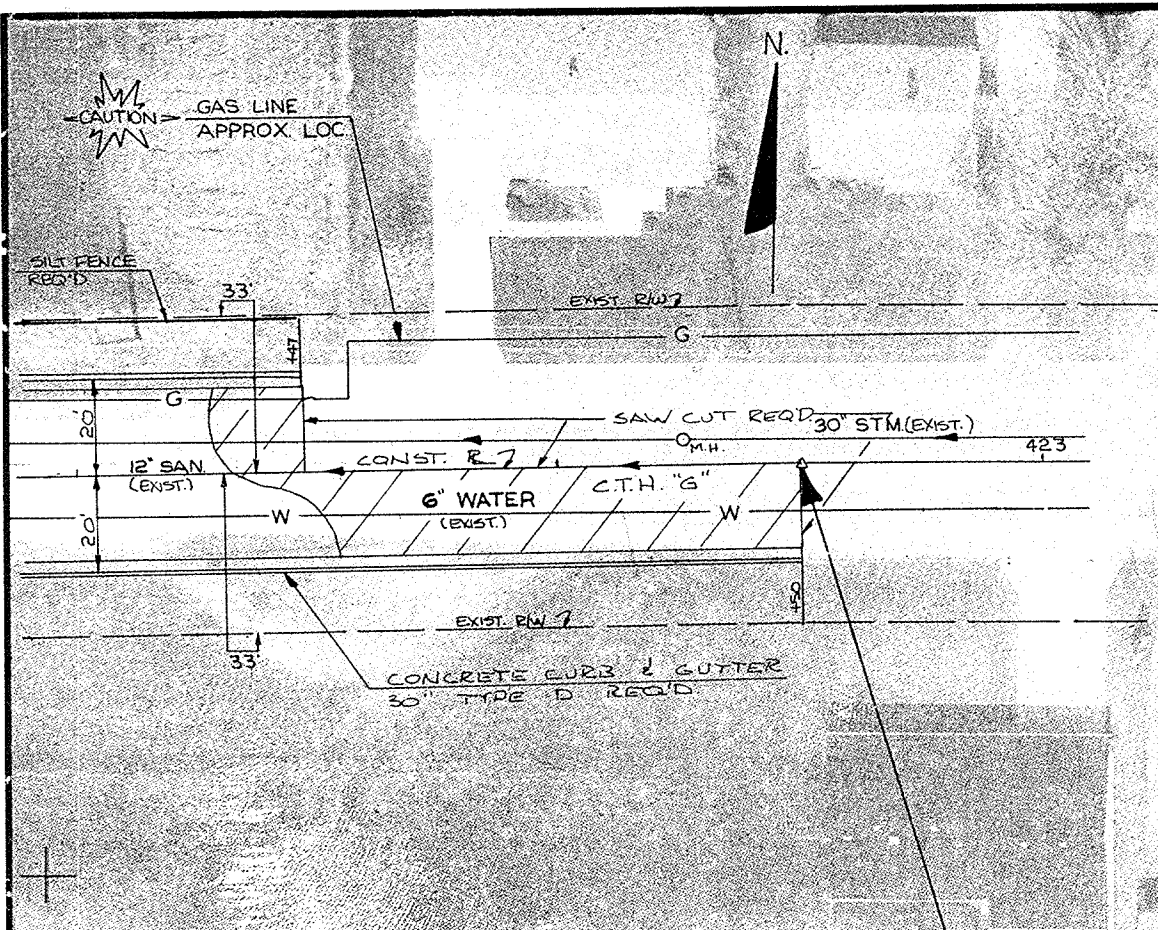 N.
CAUTION
GAS LINE
APPROX. LOC.
SILT FENCE
REQ'D
33'
EXIST. R/W
G
+47
G
20'
SAW CUT REQ'D
30" STM.(EXIST.)
M.H.
423
12" SAN.
(EXIST.)
CONST. R
C.T.H. "G"
6" WATER
(EXIST.)
W
W
20'
+50
EXIST. R/W
33'
CONCRETE CURB & GUTTER
30" TYPE D REQ'D